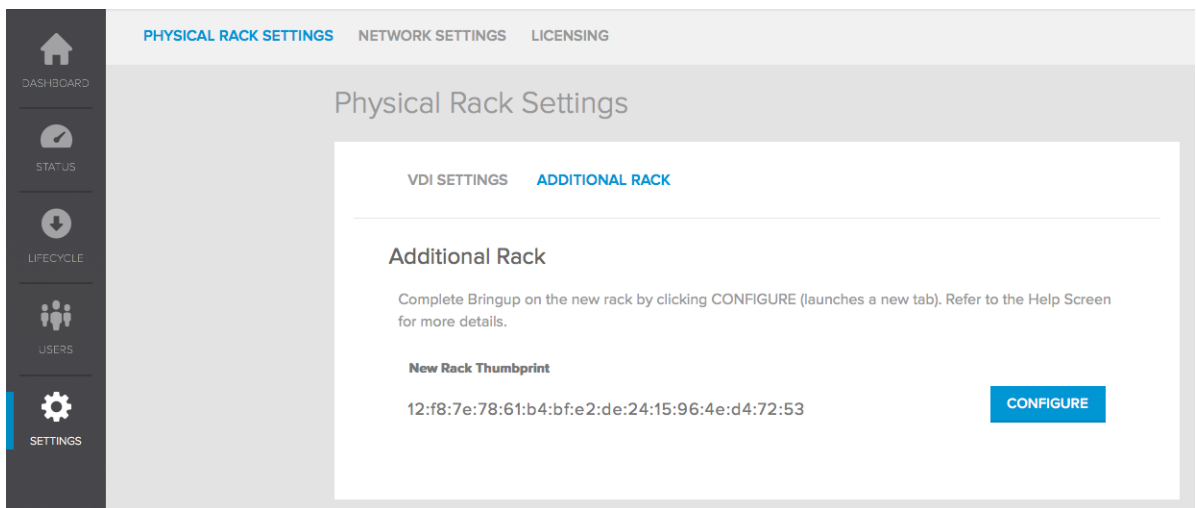 PHYSICAL RACK SETTINGS NETWORK SETTINGS LICENSING
DASHBOARD
STATUS
LIFECYCLE
USERS
SETTINGS
Physical Rack Settings
VDI SETTINGS ADDITIONAL RACK
Additional Rack
Complete Bringup on the new rack by clicking CONFIGURE (launches a new tab). Refer to the Help Screen
for more details.
New Rack Thumbprint
12:f8:7e:78:61:b4:bf:e2:de:24:15:96:4e:d4:72:53
CONFIGURE